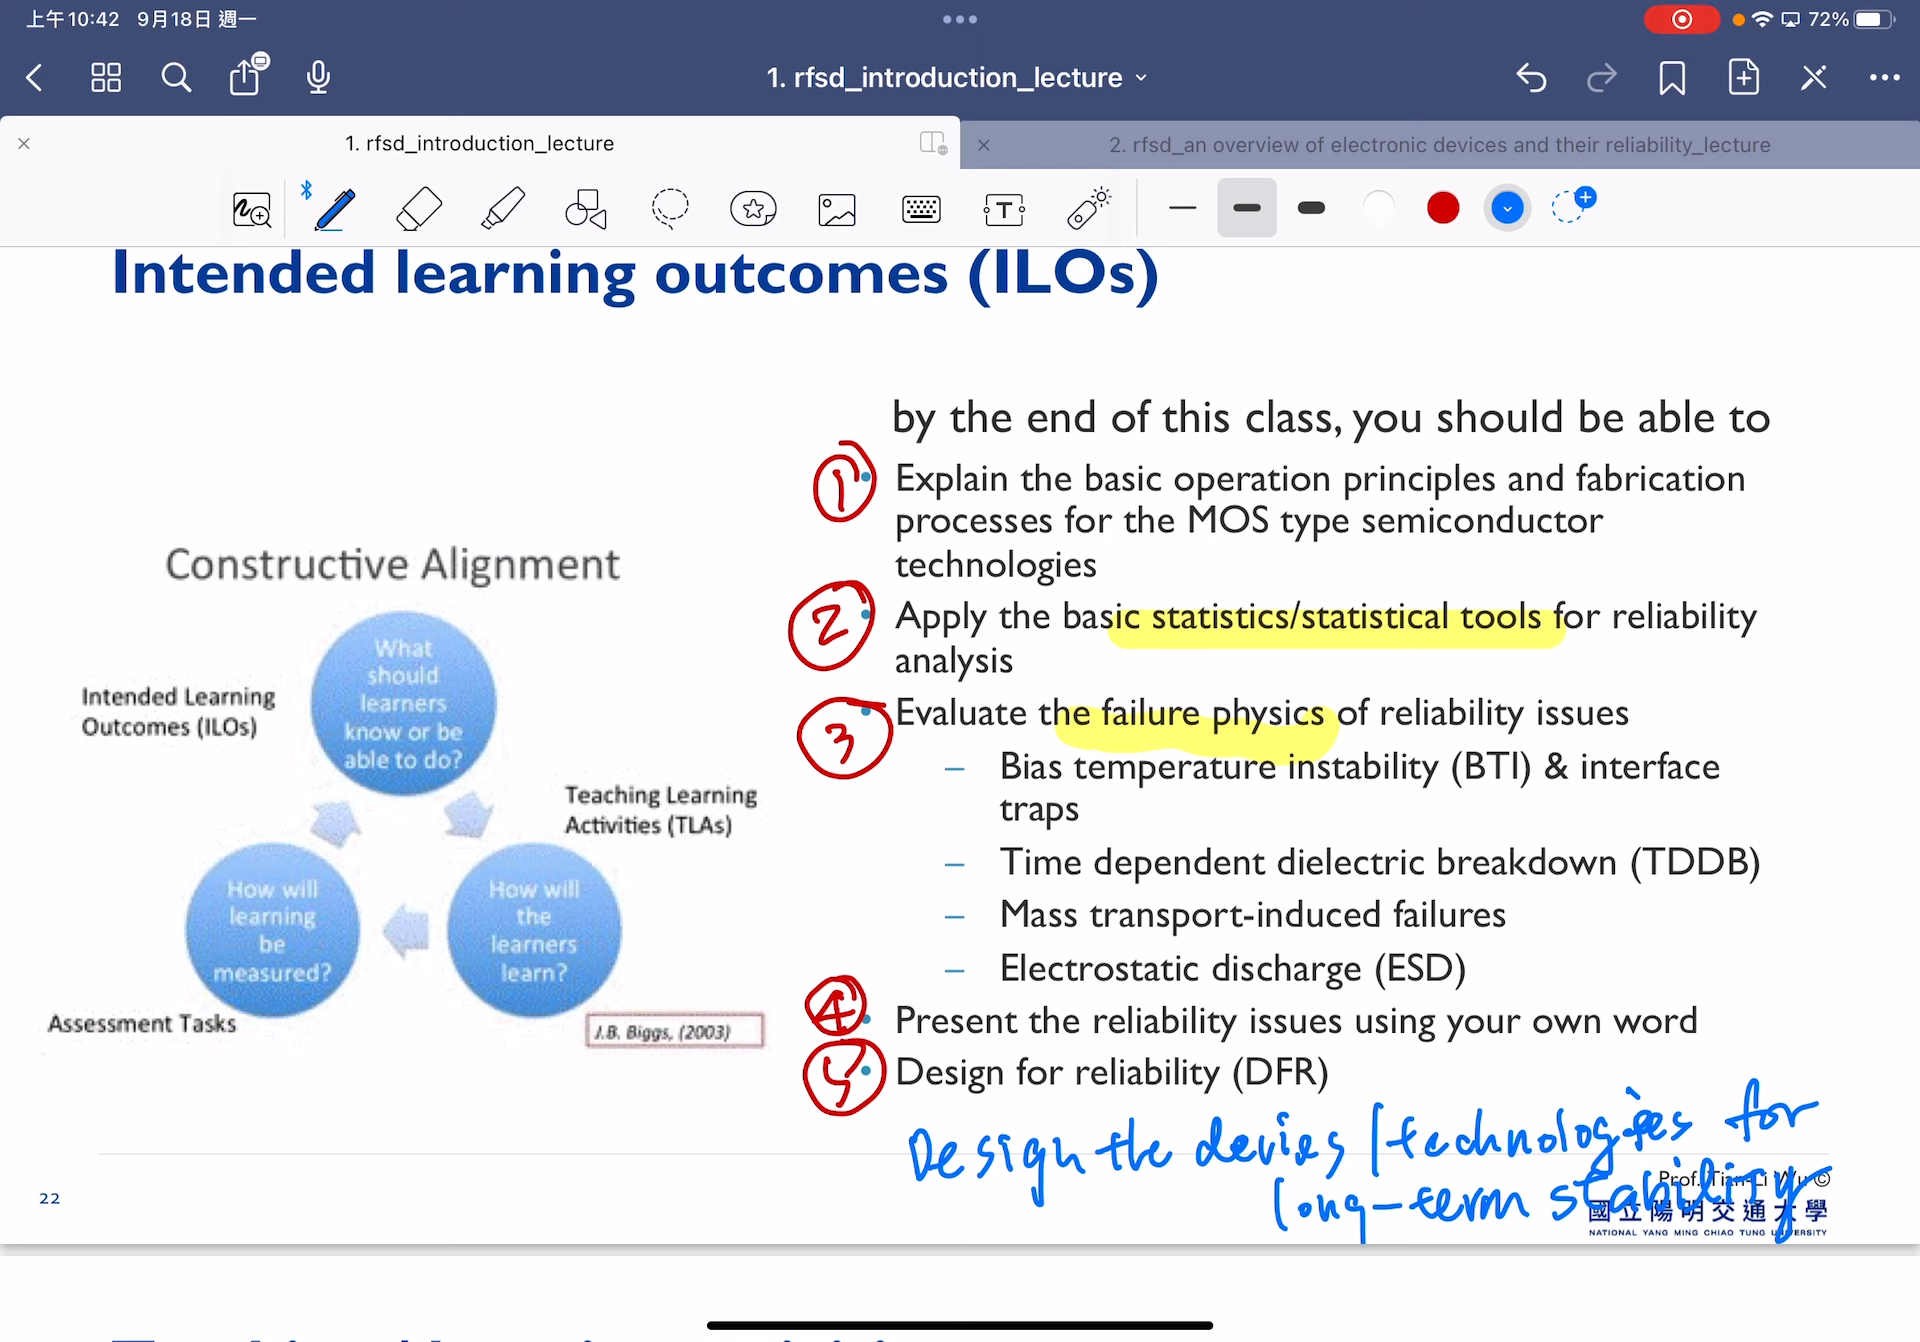 上午10:42 9月18日 週一
72%
1. rfsd_introduction_lecture
1. rfsd_introduction_lecture
2. rfsd_an overview of electronic devices and their reliability_lecture
Intended learning outcomes (ILOs)
by the end of this class, you should be able to
1 Explain the basic operation principles and fabrication
processes for the MOS type semiconductor
technologies
2 Apply the basic statistics/statistical tools for reliability
analysis
3 Evaluate the failure physics of reliability issues
– Bias temperature instability (BTI) & interface
traps
– Time dependent dielectric breakdown (TDDB)
– Mass transport-induced failures
– Electrostatic discharge (ESD)
4 Present the reliability issues using your own word
5 Design for reliability (DFR)
Design the devies / technologies for
long-term stability
Constructive Alignment
What
should
learners
know or be
able to do?
Intended Learning
Outcomes (ILOs)
Teaching Learning
Activities (TLAs)
How will
the
learners
learn?
How will
learning
be
measured?
Assessment Tasks
J.B. Biggs, (2003)
22
Prof. Tian-Li Wu ©
國立陽明交通大學
NATIONAL YANG MING CHIAO TUNG UNIVERSITY